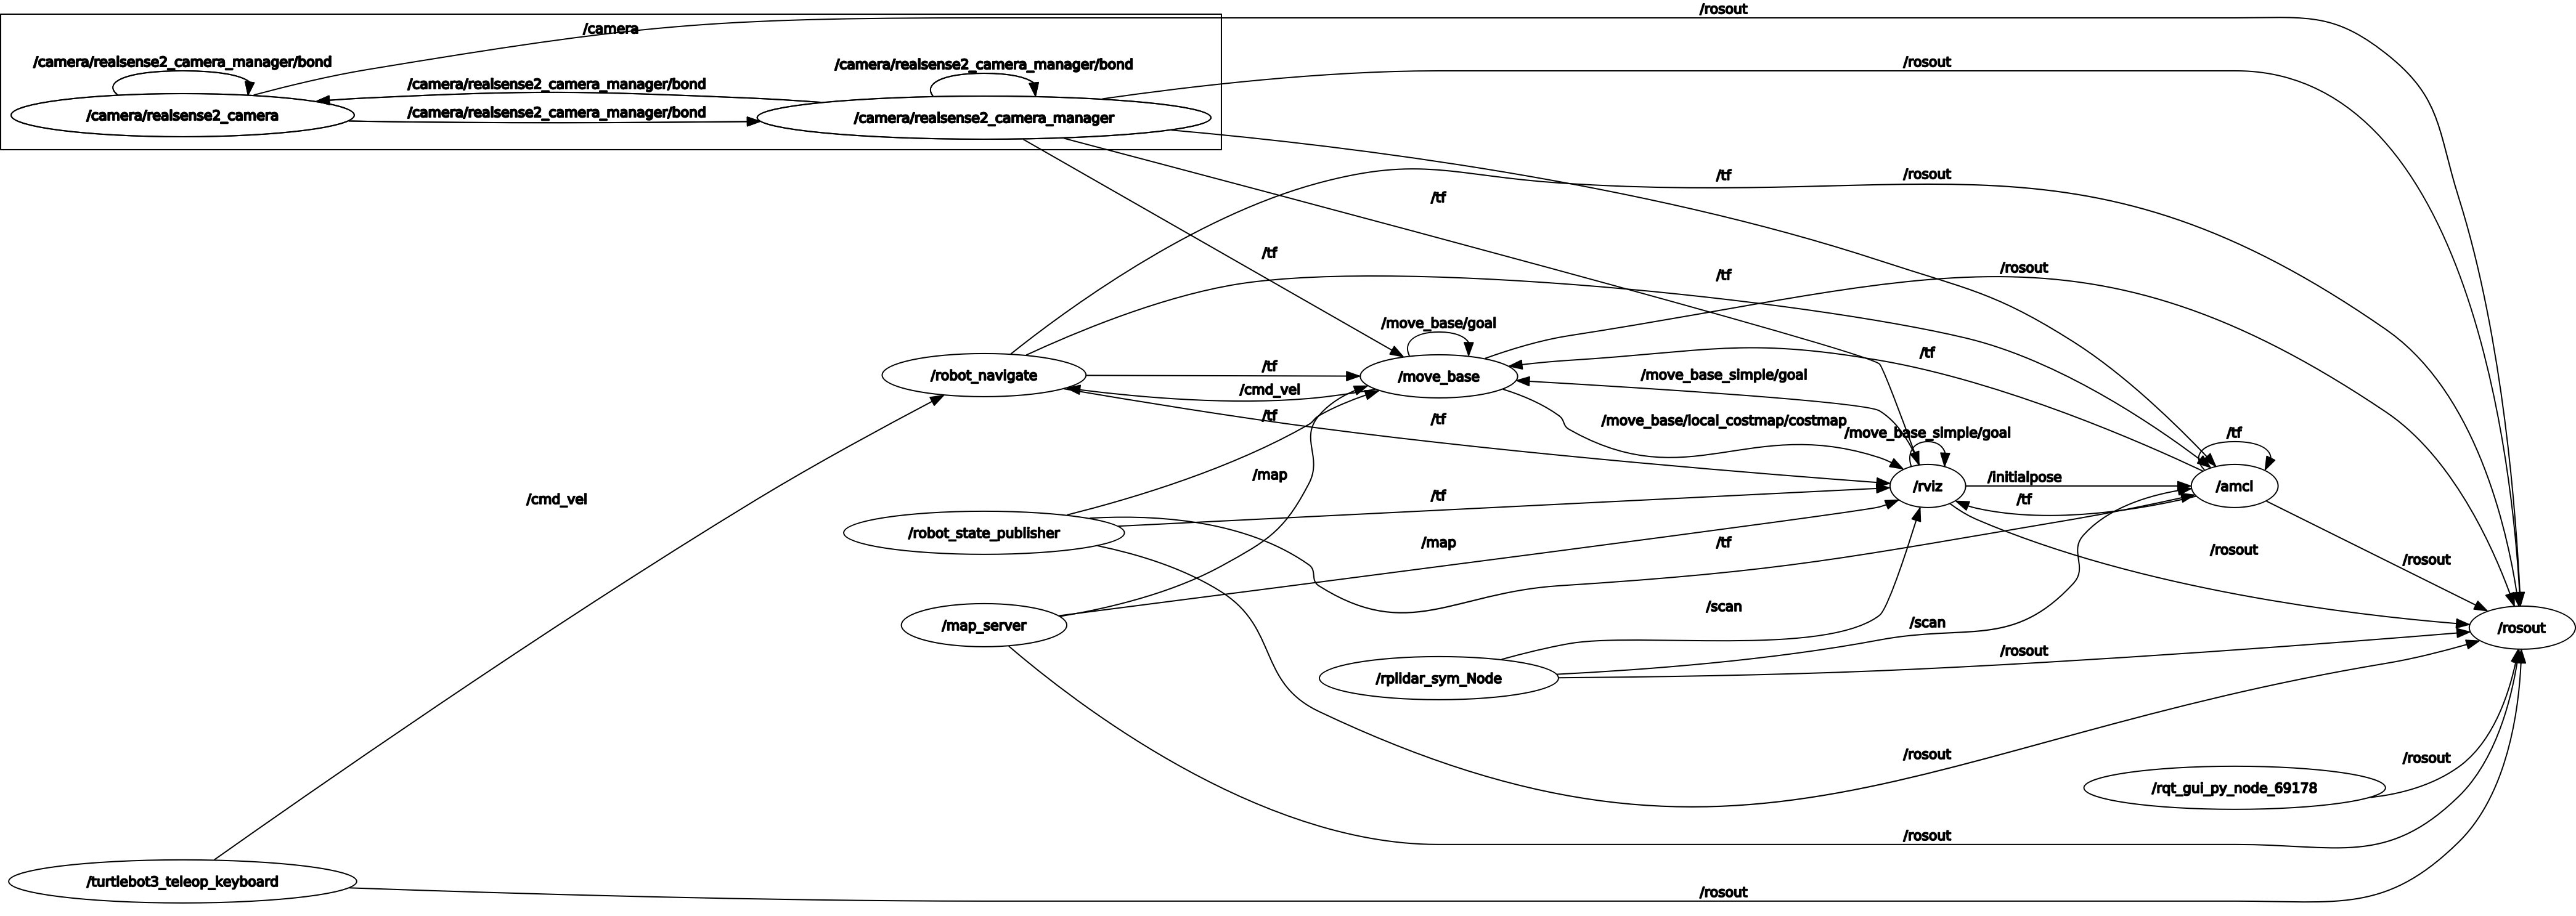 /rosout
/camera
/camera/realsense2_camera_manager/bond
/camera/realsense2_camera_manager/bond
/rosout
/camera/realsense2_camera_manager/bond
/camera/realsense2_camera_manager/bond
/camera/realsense2_camera
/camera/realsense2_camera_manager
/tf
/rosout
/tf
/tf
/rosout
/tf
/move_base/goal
/tf
/robot_navigate
/tf
/move_base
/move_base_simple/goal
/cmd_vel
/tf
/tf
/move_base/local_costmap/costmap
/move_base_simple/goal
/tf
/map
/initialpose
/rviz
/amcl
/cmd_vel
/tf
/tf
/robot_state_publisher
/map
/tf
/rosout
/rosout
/scan
/map_server
/scan
/rosout
/rosout
/rplidar_sym_Node
/rosout
/rosout
/rqt_gui_py_node_69178
/rosout
/turtlebot3_teleop_keyboard
/rosout